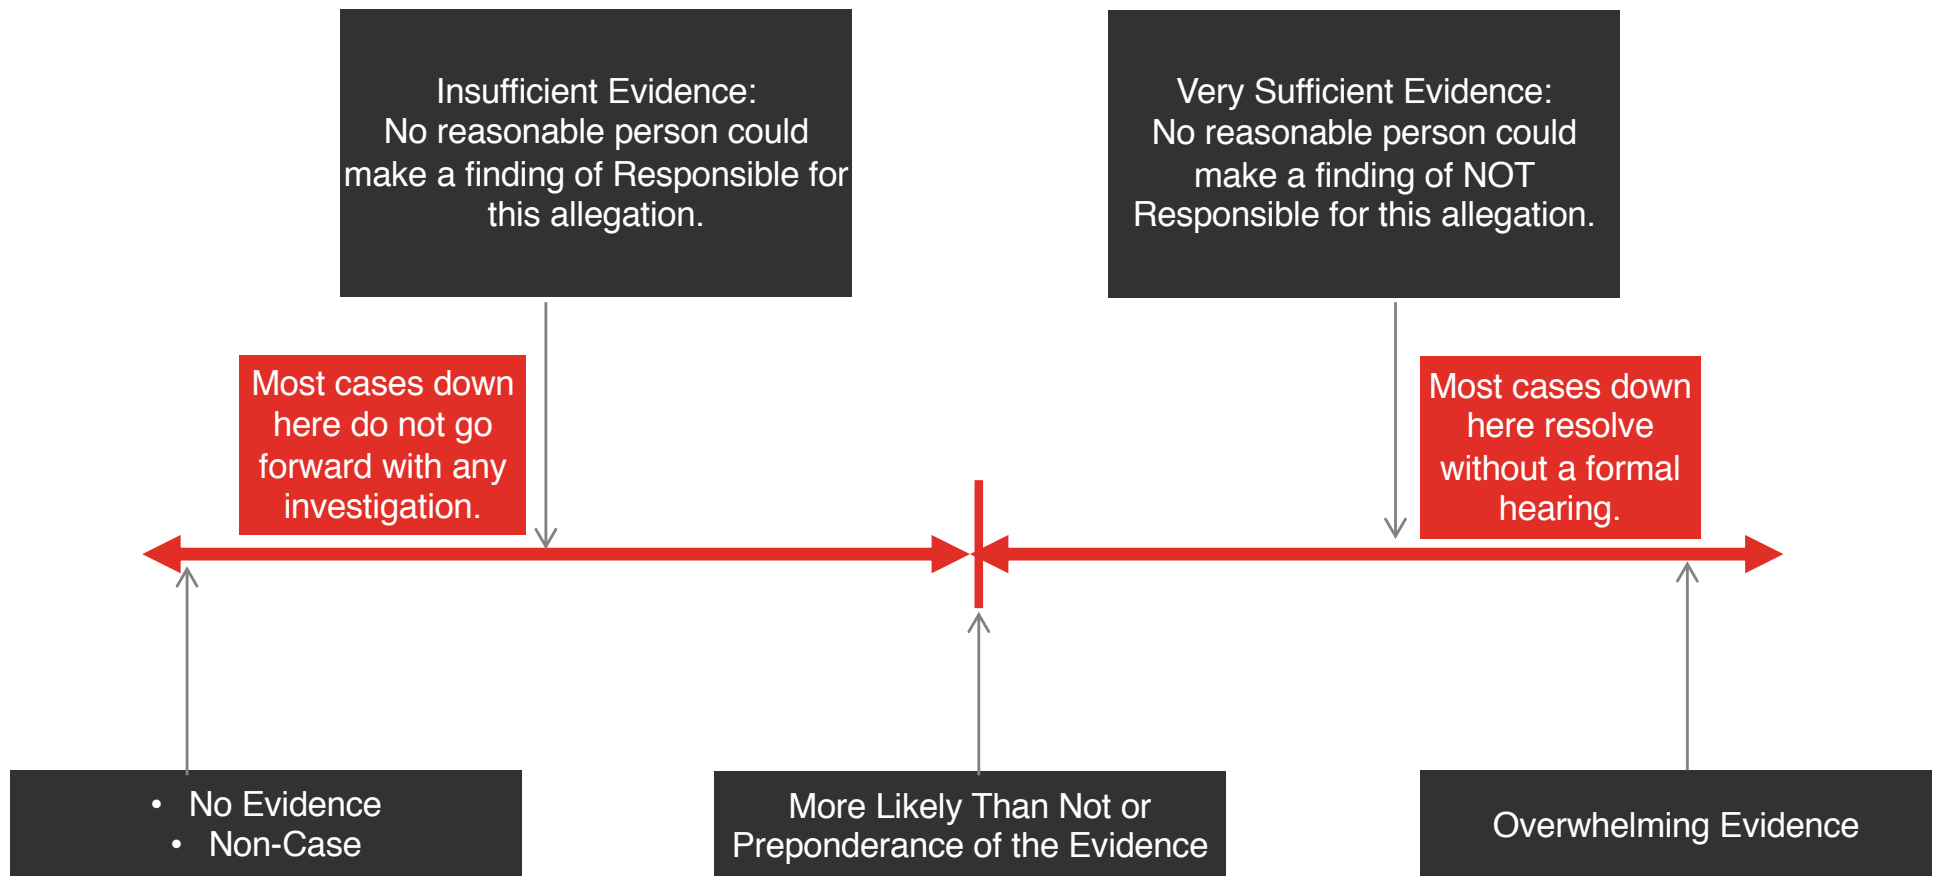 Insufficient Evidence:
No reasonable person could
make a finding of Responsible for
this allegation.
Very Sufficient Evidence:
No reasonable person could
make a finding of NOT
Responsible for this allegation.
Most cases down
here do not go
forward with any
investigation.
Most cases down
here resolve
without a formal
hearing.
• No Evidence
• Non-Case
More Likely Than Not or
Preponderance of the Evidence
Overwhelming Evidence